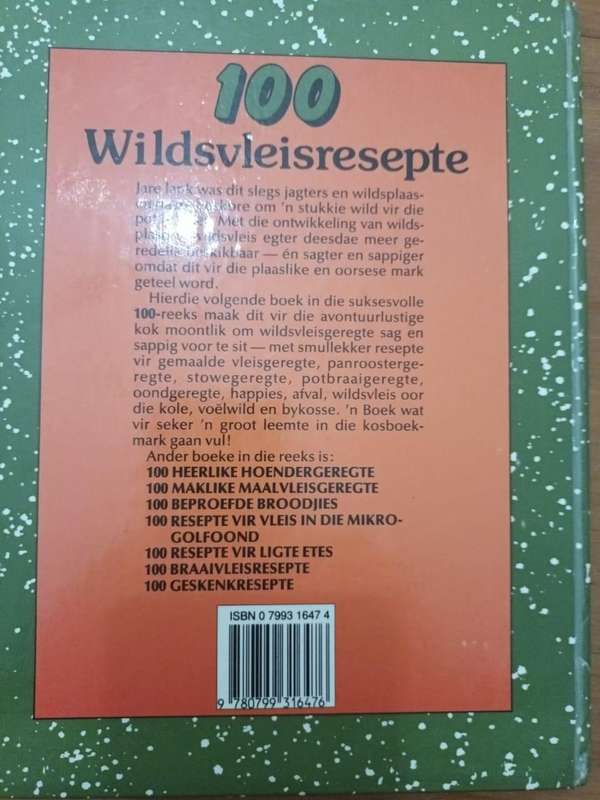 100
Wildsvleisresepte
Jare lank was dit slegs jagters en wildsplaas-
om 'n stukkie wild vir die
Met die ontwikkeling van wilds-
wildsvleis egter deesdae meer ge-
redelik beskikbaar — én sagter en sappiger
omdat dit vir die plaaslike en oorsese mark
geteel word.
Hierdie volgende boek in die suksesvolle
100-reeks maak dit vir die avontuurlustige
kok moontlik om wildsvleisgeregte sag en
sappig voor te sit — met smullekker resepte
vir gemaalde vleisgeregte, panroosterge-
regte, stowegeregte, potbraaigeregte,
oondgeregte, happies, afval, wildsvleis oor
die kole, voëlwild en bykosse. 'n Boek wat
vir seker 'n groot leemte in die kosboek-
mark gaan vul!
Ander boeke in die reeks is:
100 HEERLIKE HOENDERGEREGTE
100 MAKLIKE MAALVLEISGEREGTE
100 BEPROEFDE BROODJIES
100 RESEPTE VIR VLEIS IN DIE MIKRO-
GOLFOOND
100 RESEPTE VIR LIGTE ETES
100 BRAAIVLEISRESEPTE
100 GESKENKRESEPTE
ISBN 0 7993 1647 4
9 780799 316476